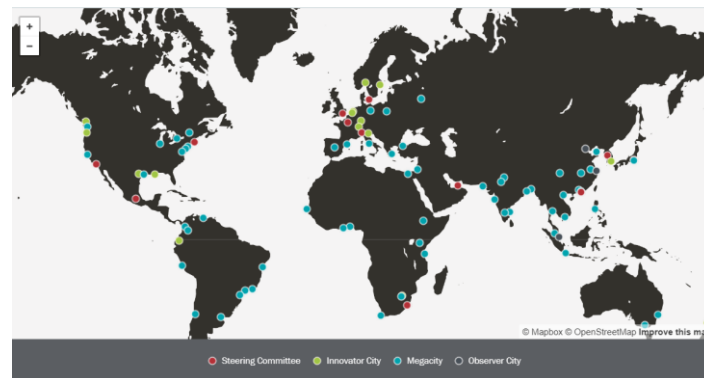 +
−
© Mapbox © OpenStreetMap Improve this ma
Steering Committee Innovator City Megacity Observer City